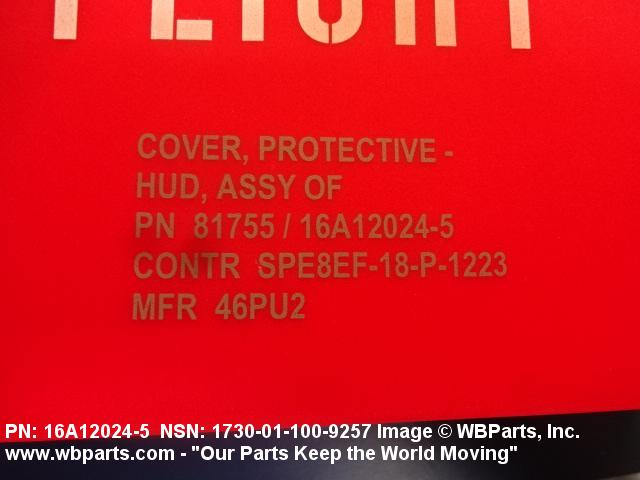 FLIGHT
COVER, PROTECTIVE -
HUD, ASSY OF
PN 81755 / 16A12024-5
CONTR SPE8EF-18-P-1223
MFR 46PU2
PN: 16A12024-5 NSN: 1730-01-100-9257 Image © WBParts, Inc.
www.wbparts.com - "Our Parts Keep the World Moving"